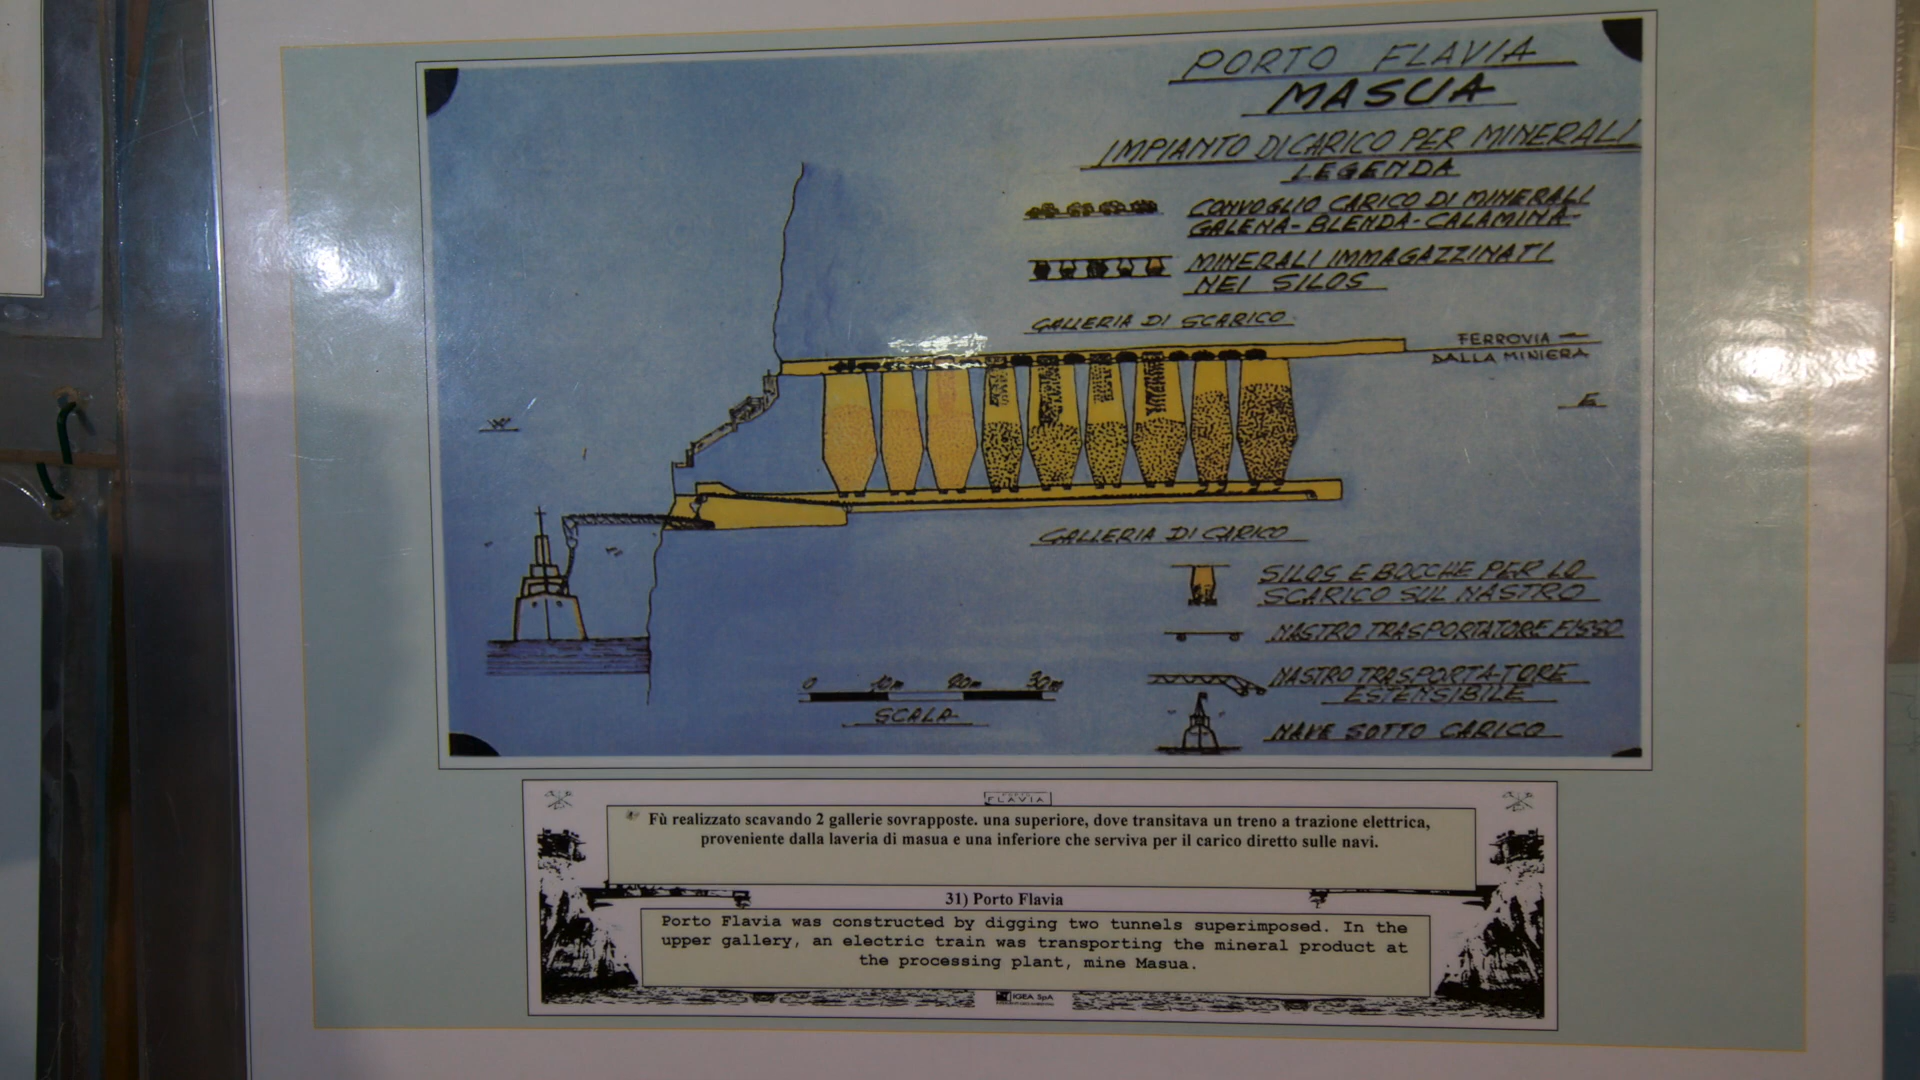 PORTO FLAVIA
MASUA
IMPIANTO DI CARICO PER MINERALI
LEGENDA
CONVOGLIO CARICO DI MINERALI
GALENA-BLENDA-CALAMINA
MINERALI IMMAGAZZINATI
NEI SILOS
GALLERIA DI SCARICO
FERROVIA
DALLA MINIERA
W
E
GALLERIA DI CARICO
SILOS E BOCCHE PER LO
SCARICO SUL NASTRO
NASTRO TRASPORTATORE FISSO
NASTRO TRASPORTATORE
ESTENSIBILE
NAVE SOTTO CARICO
0 10m 20m 30m
SCALA
FLAVIA
Fù realizzato scavando 2 gallerie sovrapposte. una superiore, dove transitava un treno a trazione elettrica,
proveniente dalla laveria di masua e una inferiore che serviva per il carico diretto sulle navi.
31) Porto Flavia
Porto Flavia was constructed by digging two tunnels superimposed. In the
upper gallery, an electric train was transporting the mineral product at
the processing plant, mine Masua.
IGEA SpA